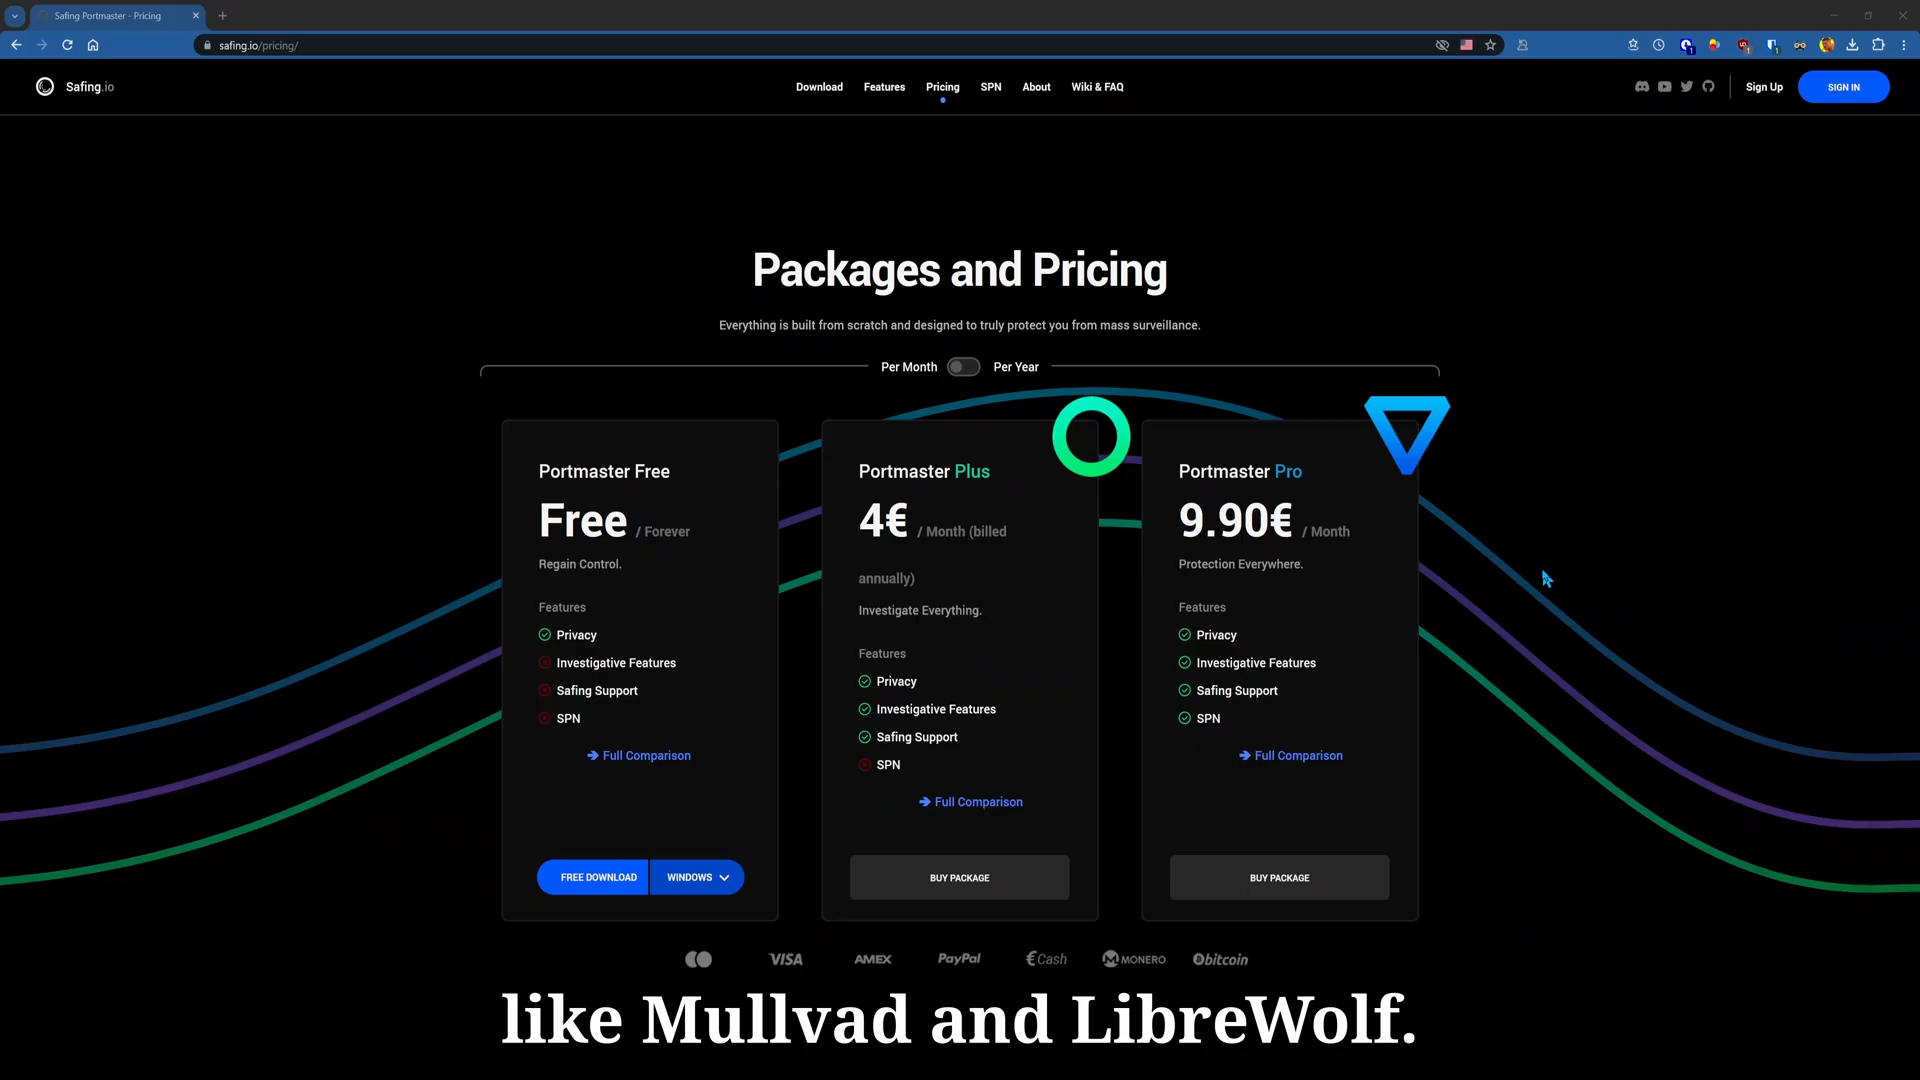 Safing Portmaster - Pricing
safing.io/pricing/
Safing.io
Download Features Pricing SPN About Wiki & FAQ
Sign Up
SIGN IN
Packages and Pricing
Everything is built from scratch and designed to truly protect you from mass surveillance.
Per Month Per Year
Portmaster Free
Free / Forever
Regain Control.
Features
Privacy
Investigative Features
Safing Support
SPN
Full Comparison
FREE DOWNLOAD WINDOWS
Portmaster Plus
4€ / Month (billed
annually)
Investigate Everything.
Features
Privacy
Investigative Features
Safing Support
SPN
Full Comparison
BUY PACKAGE
Portmaster Pro
9.90€ / Month
Protection Everywhere.
Features
Privacy
Investigative Features
Safing Support
SPN
Full Comparison
BUY PACKAGE
VISA AMEX PayPal €Cash MONERO bitcoin
like Mullvad and LibreWolf.